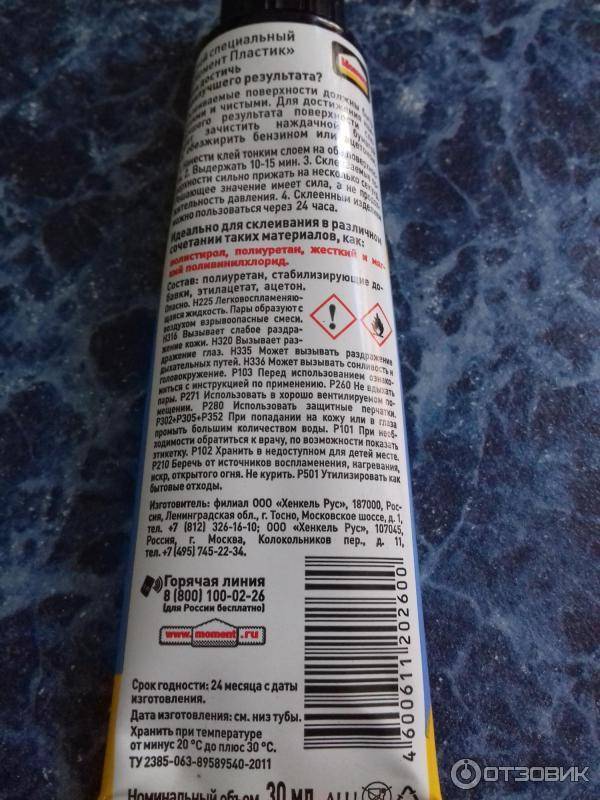 специальный
Moment
мент Пластик»
достичь
лучшего результата?
ваемые поверхности должны
ми и чистыми. Для достижения
результата поверхности
зачистить наждачной
обезжирить бензином или
нести клей тонким слоем на
2. Выдержать 10-15 мин. 3.
сильно прижать на несколько
значение имеет сила, а не
тельность давления. 4. Склеенным изделием
можно пользоваться через 24 часа.
Идеально для склеивания в различной
сочетании таких материалов, как:
полистирол, полиуретан, жесткий и мяг-
кий поливинилхлорид.
Состав: полиуретан, стабилизирующие до-
бавки, этилацетат, ацетон.
Опасно. H225 Легковоспламеняю-
щаяся жидкость. Пары образуют с
воздухом взрывоопасные смеси.
H316 Вызывает слабое раздра-
жение кожи. H320 Вызывает раз-
дражение глаз. H335 Может вызывать раздражение
дыхательных путей. H336 Может вызывать сонливость и
головокружение. P103 Перед использованием ознако-
миться с инструкцией по применению. P260 Не вдыхать
пары. P271 Использовать в хорошо вентилируемом по-
мещении. P280 Использовать защитные перчатки.
P302+P305+P352 При попадании на кожу или в глаза
промыть большим количеством воды. P101 При необ-
ходимости обратиться к врачу, по возможности показать
этикетку. P102 Хранить в недоступном для детей месте.
P210 Беречь от источников воспламенения, нагревания,
искр, открытого огня. Не курить. P501 Утилизировать как
бытовые отходы.
Изготовитель: филиал ООО «Хенкель Рус», 187000, Рос-
сия, Ленинградская обл., г. Тосно, Московское шоссе, д. 1,
тел. +7 (812) 326-16-10; ООО «Хенкель Рус», 107045,
Россия, г. Москва, Колокольников пер., д. 11,
тел. +7 (495) 745-22-34.
Горячая линия
8 (800) 100-02-26
(для России бесплатно)
www.moment.ru
4600611202600
Срок годности: 24 месяца с даты
изготовления.
Дата изготовления: см. низ тубы.
Хранить при температуре
от минус 20 °C до плюс 30 °C.
ТУ 2385-063-89589540-2011
Номинальный объем 30 мл
ОТЗОВИК